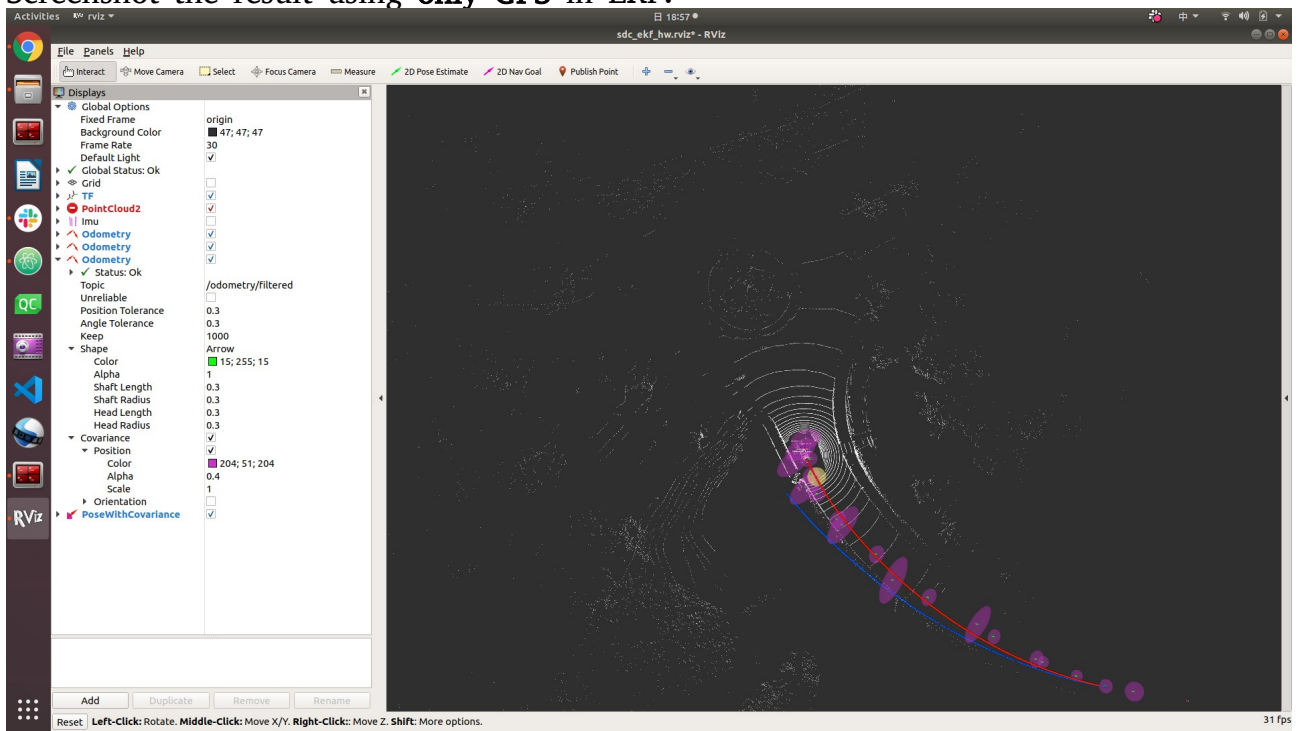 Screenshot the result using only GPS in EKF.
Activities RViz rviz 日 18:57 中
sdc_ekf_hw.rviz* - RViz
File Panels Help
Interact Move Camera Select Focus Camera Measure 2D Pose Estimate 2D Nav Goal Publish Point
Displays
Global Options
Fixed Frame origin
Background Color 47; 47; 47
Frame Rate 30
Default Light
Global Status: Ok
Grid
TF
PointCloud2
Imu
Odometry
Odometry
Odometry
Status: Ok
Topic /odometry/filtered
Unreliable
Position Tolerance 0.3
Angle Tolerance 0.3
Keep 1000
Shape Arrow
Color 15; 255; 15
Alpha 1
Shaft Length 0.3
Shaft Radius 0.3
Head Length 0.3
Head Radius 0.3
Covariance
Position
Color 204; 51; 204
Alpha 0.4
Scale 1
Orientation
PoseWithCovariance
QC
RViz
Add Duplicate Remove Rename
Reset Left-Click: Rotate. Middle-Click: Move X/Y. Right-Click:: Move Z. Shift: More options. 31 fps